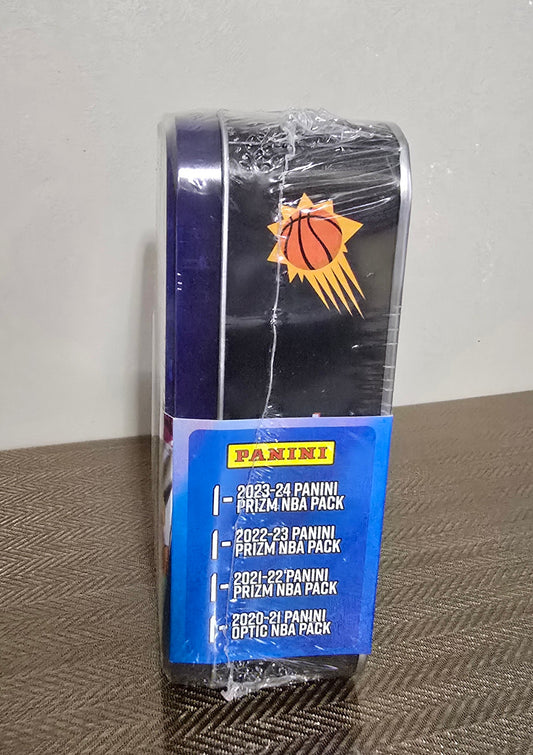 PANINI
1- 2023-24 PANINI
PRIZM NBA PACK
1- 2022-23 PANINI
PRIZM NBA PACK
1- 2021-22 PANINI
PRIZM NBA PACK
1- 2020-21 PANINI
OPTIC NBA PACK